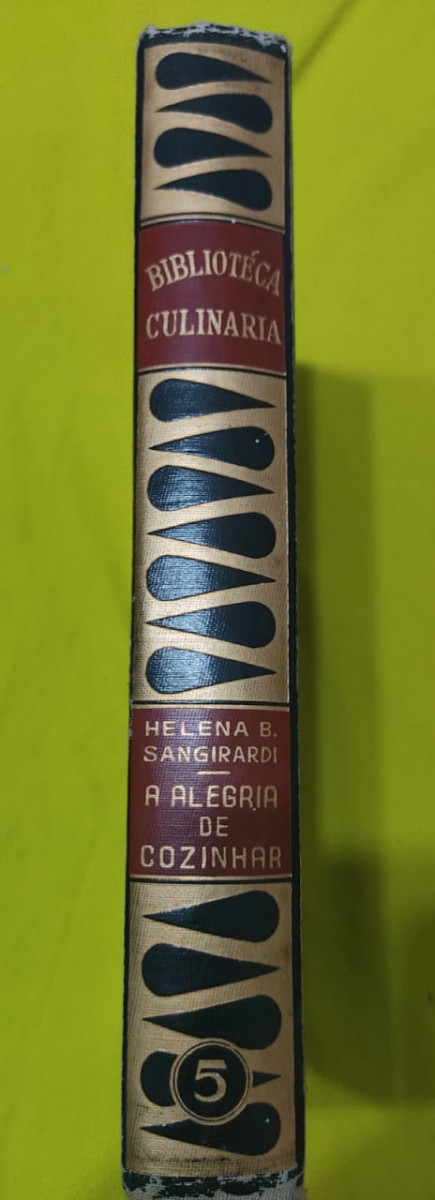 BIBLIOTÉCA
CULINARIA
HELENA B.
SANGIRARDI
A ALEGRIA
DE
COZINHAR
5